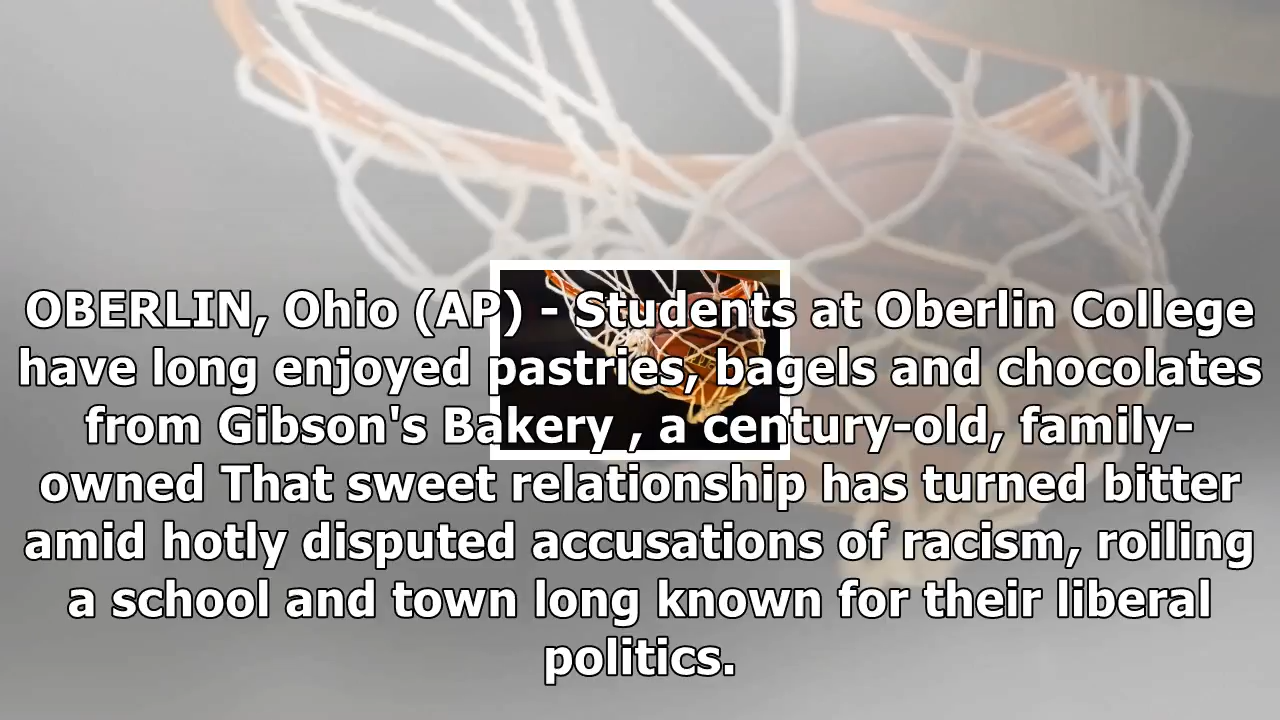 OBERLIN, Ohio (AP) - Students at Oberlin College
have long enjoyed pastries, bagels and chocolates
from Gibson's Bakery , a century-old, family-
owned That sweet relationship has turned bitter
amid hotly disputed accusations of racism, roiling
a school and town long known for their liberal
politics.